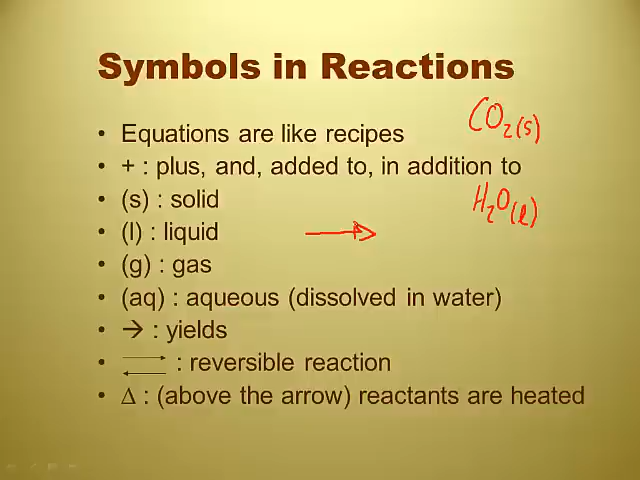 Symbols in Reactions
• Equations are like recipes
CO₂(s)
• + : plus, and, added to, in addition to
• (s) : solid
H₂O(l)
• (l) : liquid
• (g) : gas
• (aq) : aqueous (dissolved in water)
• → : yields
• : reversible reaction
• Δ : (above the arrow) reactants are heated